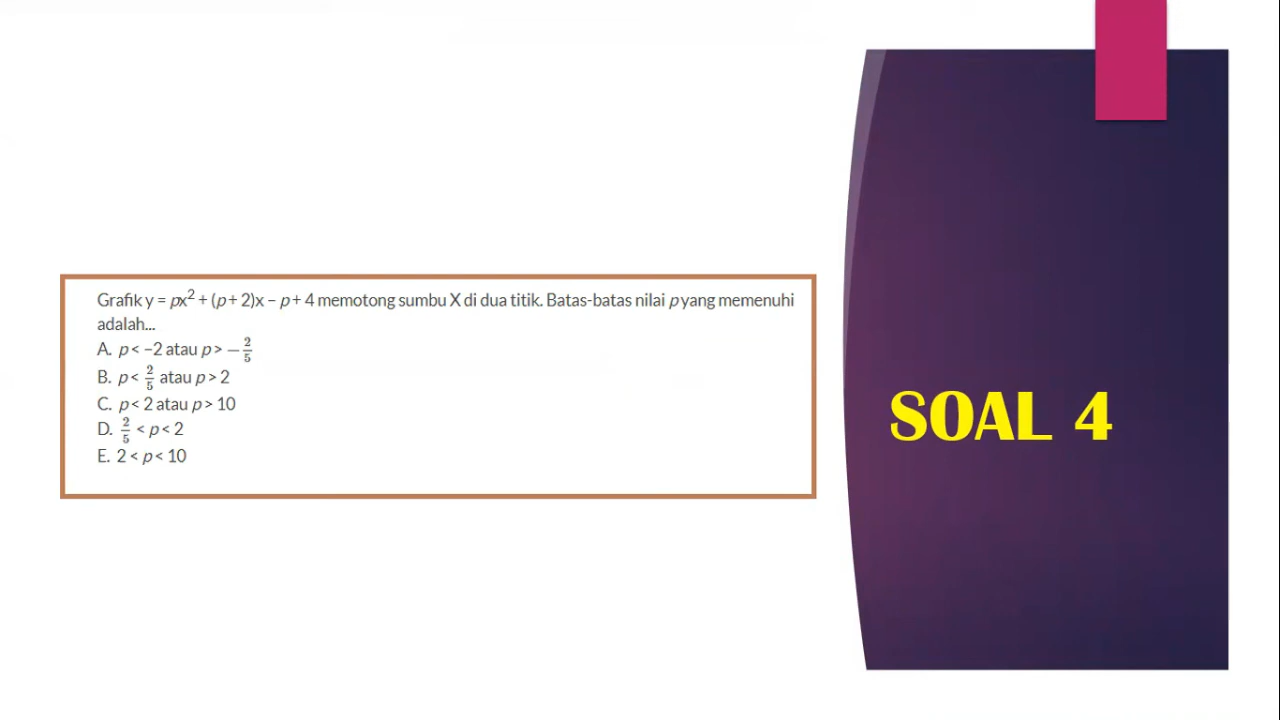 Grafik y = px² + (p + 2)x – p + 4 memotong sumbu X di dua titik. Batas-batas nilai p yang memenuhi
adalah...
A. p < –2 atau p > –2/5
B. p < 2/5 atau p > 2
C. p < 2 atau p > 10
D. 2/5 < p < 2
E. 2 < p < 10
SOAL 4